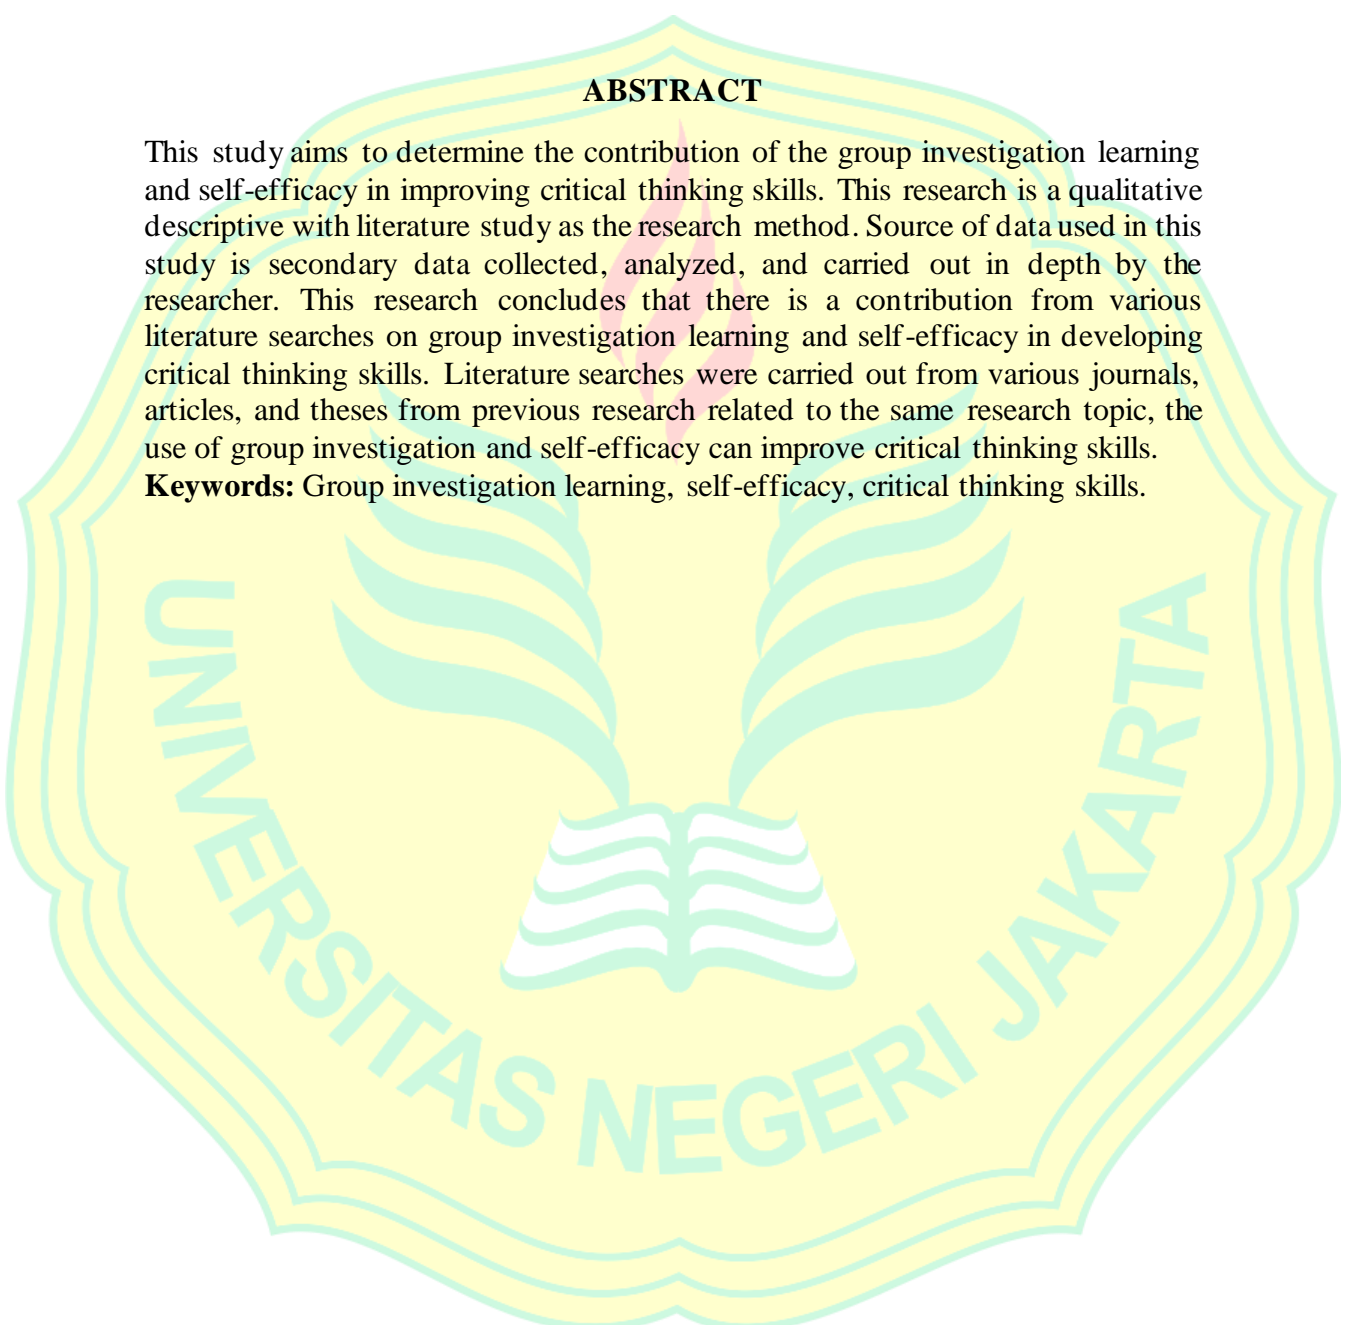 ABSTRACT
This study aims to determine the contribution of the group investigation learning
and self-efficacy in improving critical thinking skills. This research is a qualitative
descriptive with literature study as the research method. Source of data used in this
study is secondary data collected, analyzed, and carried out in depth by the
researcher. This research concludes that there is a contribution from various
literature searches on group investigation learning and self-efficacy in developing
critical thinking skills. Literature searches were carried out from various journals,
articles, and theses from previous research related to the same research topic, the
use of group investigation and self-efficacy can improve critical thinking skills.
Keywords: Group investigation learning, self-efficacy, critical thinking skills.
UNIVERSITAS NEGERI JAKARTA